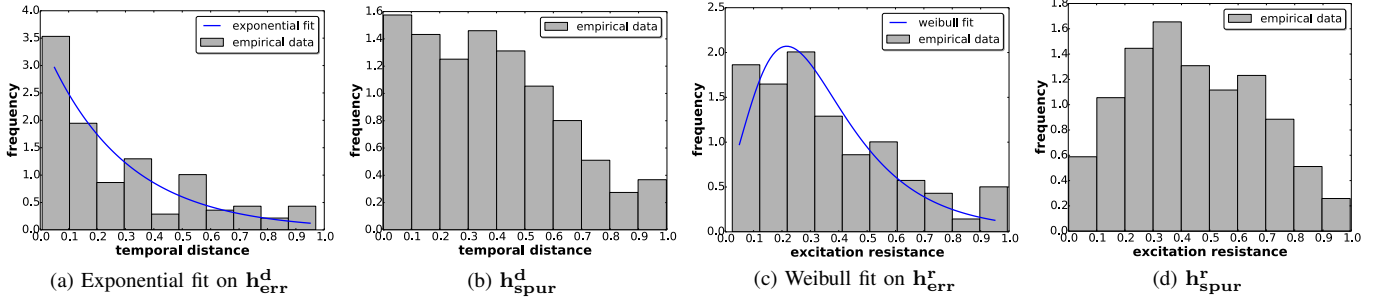 4.0
3.5
3.0
2.5
2.0
1.5
1.0
0.5
0.0
frequency
exponential fit
empirical data
0.0 0.1 0.2 0.3 0.4 0.5 0.6 0.7 0.8 0.9 1.0
temporal distance
(a) Exponential fit on h^d_err
1.6
1.4
1.2
1.0
0.8
0.6
0.4
0.2
0.0
frequency
empirical data
0.0 0.1 0.2 0.3 0.4 0.5 0.6 0.7 0.8 0.9 1.0
temporal distance
(b) h^d_spur
2.5
2.0
1.5
1.0
0.5
0.0
frequency
weibull fit
empirical data
0.0 0.1 0.2 0.3 0.4 0.5 0.6 0.7 0.8 0.9 1.0
excitation resistance
(c) Weibull fit on h^r_err
1.8
1.6
1.4
1.2
1.0
0.8
0.6
0.4
0.2
0.0
frequency
empirical data
0.0 0.1 0.2 0.3 0.4 0.5 0.6 0.7 0.8 0.9 1.0
excitation resistance
(d) h^r_spur